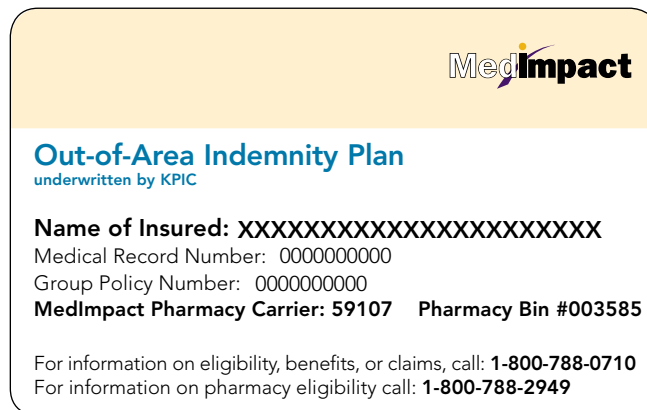 MedImpact
Out-of-Area Indemnity Plan
underwritten by KPIC
Name of Insured: XXXXXXXXXXXXXXXXXXXXXX
Medical Record Number: 0000000000
Group Policy Number: 0000000000
MedImpact Pharmacy Carrier: 59107 Pharmacy Bin #003585
For information on eligibility, benefits, or claims, call: 1-800-788-0710
For information on pharmacy eligibility call: 1-800-788-2949